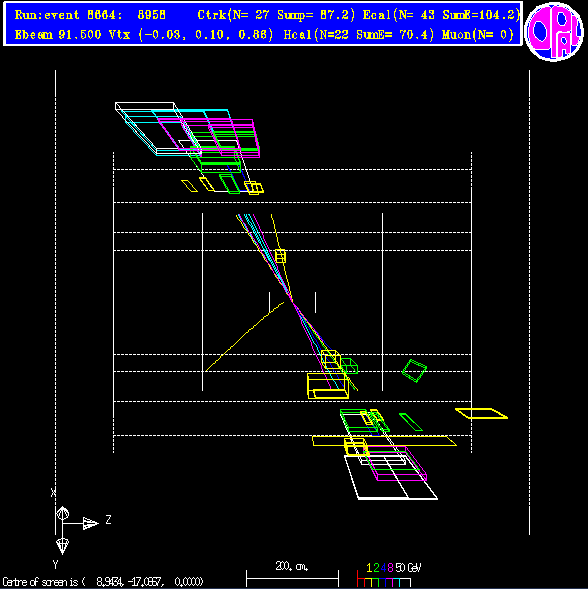 Run:event 8664: 8958 Ctrk(N= 27 Sump= 87.2) Ecal(N= 43 SumE=104.2)
Ebeam 91.500 Vtx (-0.03, 0.10, 0.86) Hcal(N=22 SumE= 70.4) Muon(N= 0)
OPAL
X
Z
Y
200. cm.
1 2 4 8 50 GeV
Centre of screen is ( 8.9434, -17.0887, 0.0000)